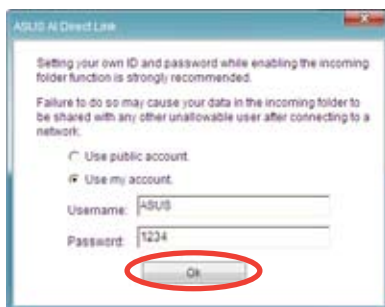 ASUS AI Direct Link
Setting your own ID and password while enabling the incoming
folder function is strongly recommended.
Failure to do so may cause your data in the incoming folder to
be shared with any other unallowable user after connecting to a
network.
Use public account.
Use my account.
Username: ASUS
Password: 1234
Ok